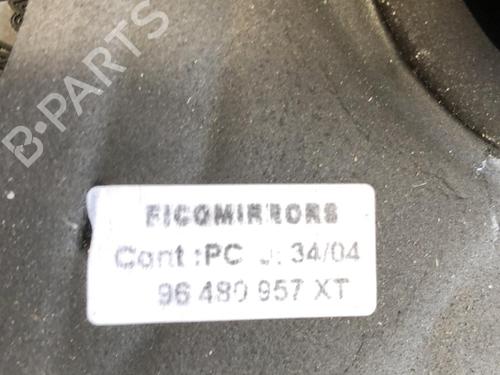 B-PARTS
FICOMIRRORS
Cont :PC J: 34/04
96 480 957 XT